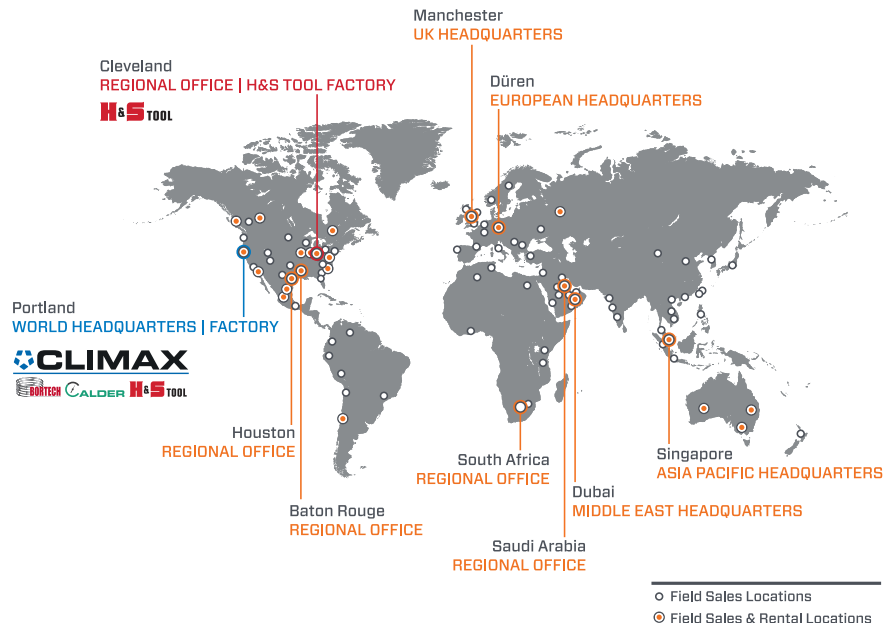 Manchester
UK HEADQUARTERS
Cleveland
REGIONAL OFFICE | H&S TOOL FACTORY
H&S TOOL
Düren
EUROPEAN HEADQUARTERS
Portland
WORLD HEADQUARTERS | FACTORY
CLIMAX
BORTECH CALDER H&S TOOL
Houston
REGIONAL OFFICE
Baton Rouge
REGIONAL OFFICE
South Africa
REGIONAL OFFICE
Dubai
MIDDLE EAST HEADQUARTERS
Saudi Arabia
REGIONAL OFFICE
Singapore
ASIA PACIFIC HEADQUARTERS
Field Sales Locations
Field Sales & Rental Locations